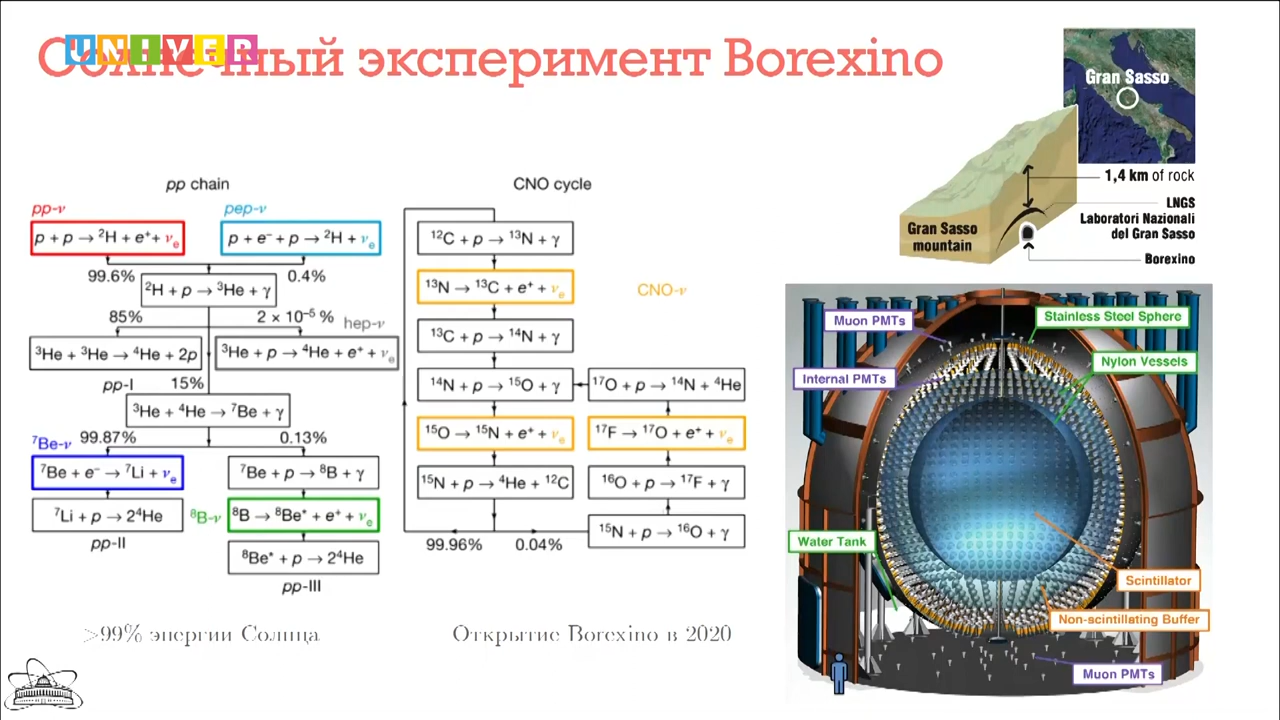 Солнечный эксперимент Borexino
UNIVER
pp chain
pp-ν
p + p → ²H + e⁺ + νₑ
pep-ν
p + e⁻ + p → ²H + νₑ
99.6%
0.4%
²H + p → ³He + γ
85%
2 × 10⁻⁵ %
hep-ν
³He + ³He → ⁴He + 2p
³He + p → ⁴He + e⁺ + νₑ
pp-I
15%
³He + ⁴He → ⁷Be + γ
⁷Be-ν
99.87%
0.13%
⁷Be + e⁻ → ⁷Li + νₑ
⁷Be + p → ⁸B + γ
⁷Li + p → 2⁴He
⁸B-ν
⁸B → ⁸Be* + e⁺ + νₑ
pp-II
⁸Be* + p → 2⁴He
pp-III
>99% энергии Солнца
CNO cycle
¹²C + p → ¹³N + γ
¹³N → ¹³C + e⁺ + νₑ
CNO-ν
¹³C + p → ¹⁴N + γ
¹⁴N + p → ¹⁵O + γ
¹⁷O + p → ¹⁴N + ⁴He
¹⁵O → ¹⁵N + e⁺ + νₑ
¹⁷F → ¹⁷O + e⁺ + νₑ
¹⁵N + p → ⁴He + ¹²C
¹⁶O + p → ¹⁷F + γ
¹⁵N + p → ¹⁶O + γ
99.96%
0.04%
Открытие Borexino в 2020
Gran Sasso
1,4 km of rock
LNGS
Laboratori Nazionali
del Gran Sasso
Gran Sasso
mountain
Borexino
Muon PMTs
Stainless Steel Sphere
Nylon Vessels
Internal PMTs
Water Tank
Scintillator
Non-scintillating Buffer
Muon PMTs